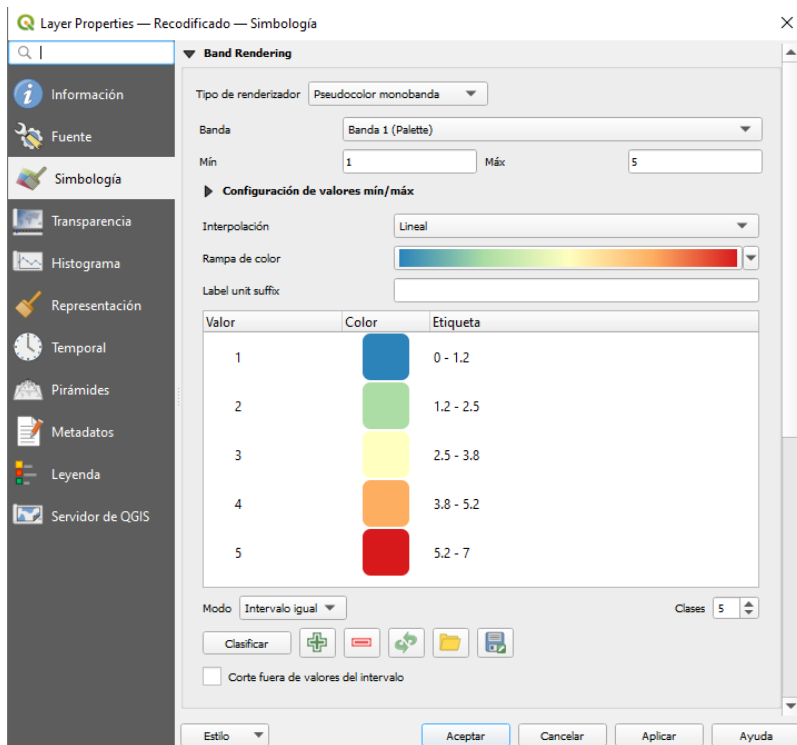 Layer Properties — Recodificado — Simbología
Información
Fuente
Simbología
Transparencia
Histograma
Representación
Temporal
Pirámides
Metadatos
Leyenda
Servidor de QGIS
Band Rendering
Tipo de renderizador Pseudocolor monobanda
Banda Banda 1 (Palette)
Mín 1 Máx 5
Configuración de valores mín/máx
Interpolación Lineal
Rampa de color
Label unit suffix
Valor Color Etiqueta
1 0 - 1.2
2 1.2 - 2.5
3 2.5 - 3.8
4 3.8 - 5.2
5 5.2 - 7
Modo Intervalo igual Clases 5
Clasificar
Corte fuera de valores del intervalo
Estilo Aceptar Cancelar Aplicar Ayuda